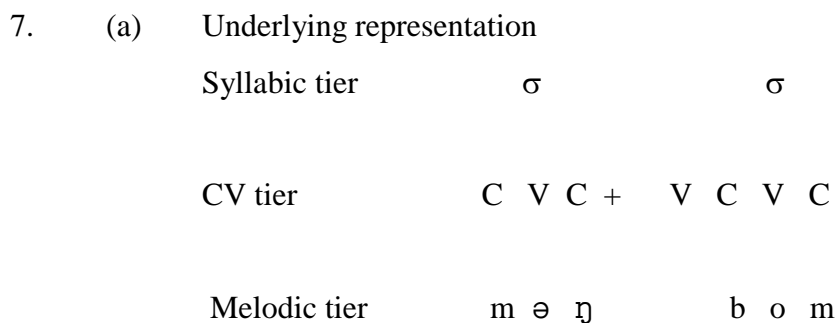 7. (a) Underlying representation
Syllabic tier σ σ
CV tier C V C + V C V C
Melodic tier m ə ŋ b o m